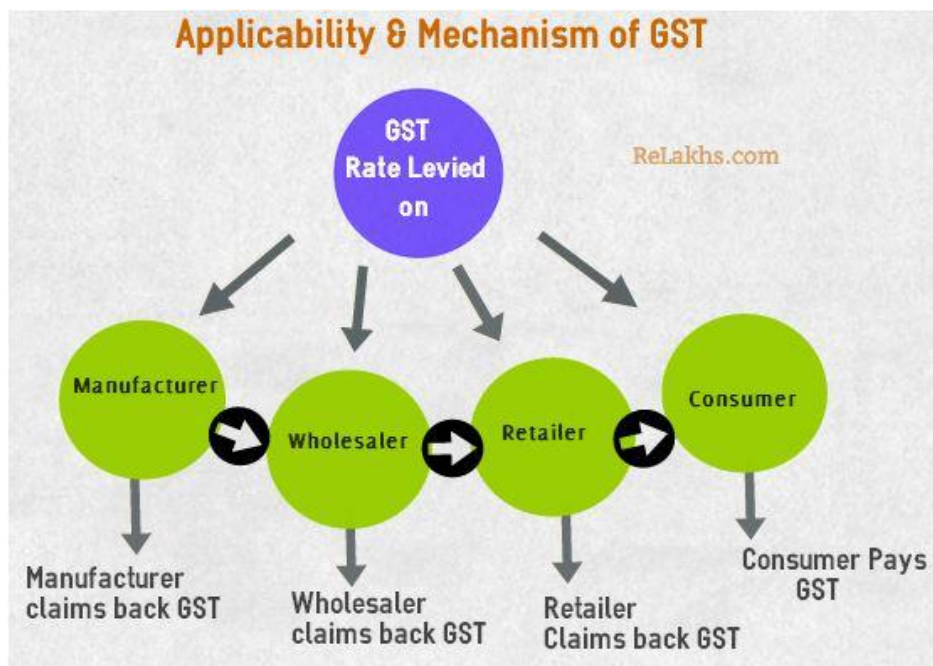 Applicability & Mechanism of GST
GST
Rate Levied
on
ReLakhs.com
Manufacturer
Wholesaler
Retailer
Consumer
Manufacturer
claims back GST
Wholesaler
claims back GST
Retailer
Claims back GST
Consumer Pays
GST